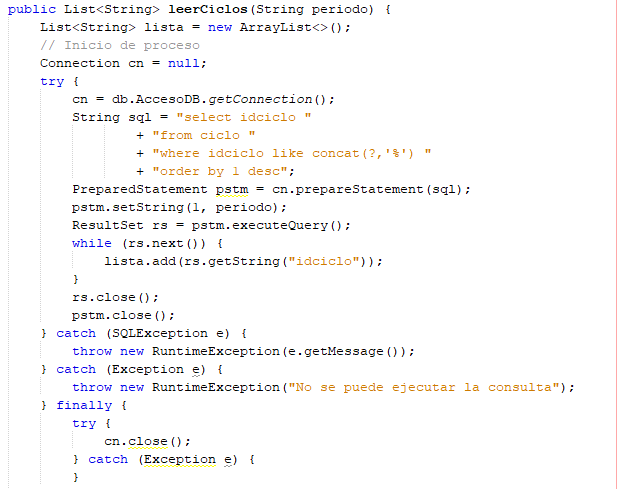 public List<String> leerCiclos(String periodo) {
    List<String> lista = new ArrayList<>();
    // Inicio de proceso
    Connection cn = null;
    try {
        cn = db.AccesoDB.getConnection();
        String sql = "select idciclo "
                + "from ciclo "
                + "where idciclo like concat(?,'%') "
                + "order by 1 desc";
        PreparedStatement pstm = cn.prepareStatement(sql);
        pstm.setString(1, periodo);
        ResultSet rs = pstm.executeQuery();
        while (rs.next()) {
            lista.add(rs.getString("idciclo"));
        }
        rs.close();
        pstm.close();
    } catch (SQLException e) {
        throw new RuntimeException(e.getMessage());
    } catch (Exception e) {
        throw new RuntimeException("No se puede ejecutar la consulta");
    } finally {
        try {
            cn.close();
        } catch (Exception e) {
        }